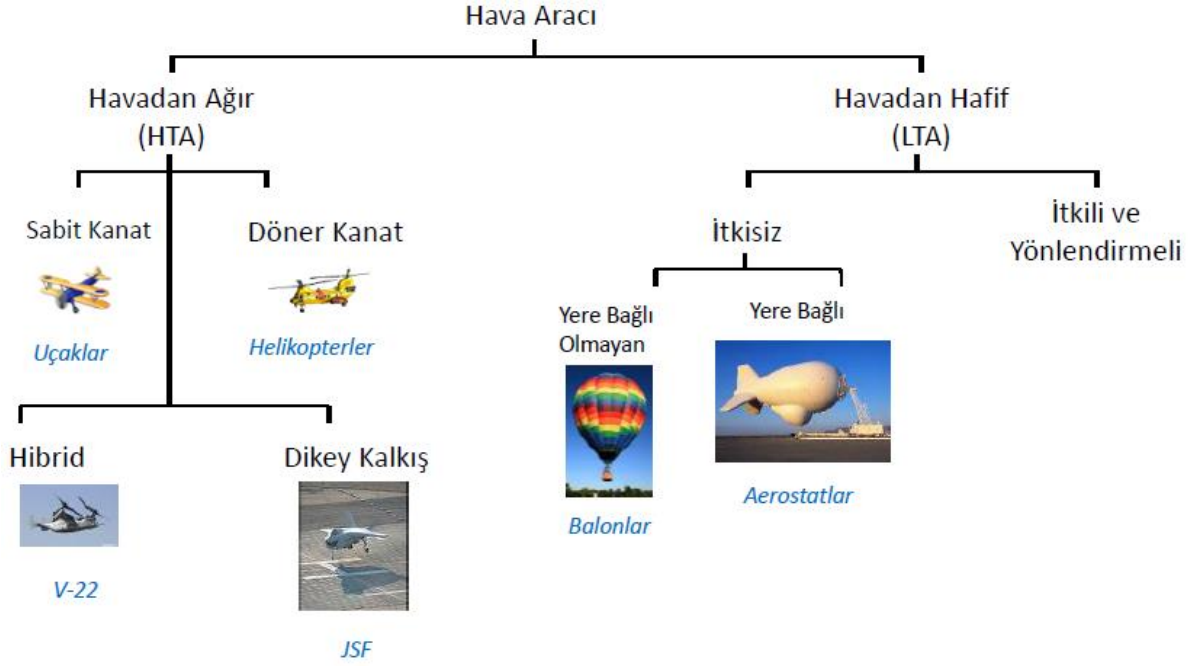 Hava Aracı
Havadan Ağır
(HTA)
Havadan Hafif
(LTA)
Sabit Kanat
Döner Kanat
İtkisiz
İtkili ve
Yönlendirmeli
Uçaklar
Helikopterler
Yere Bağlı
Olmayan
Yere Bağlı
Hibrid
Dikey Kalkış
Balonlar
Aerostatlar
V-22
JSF